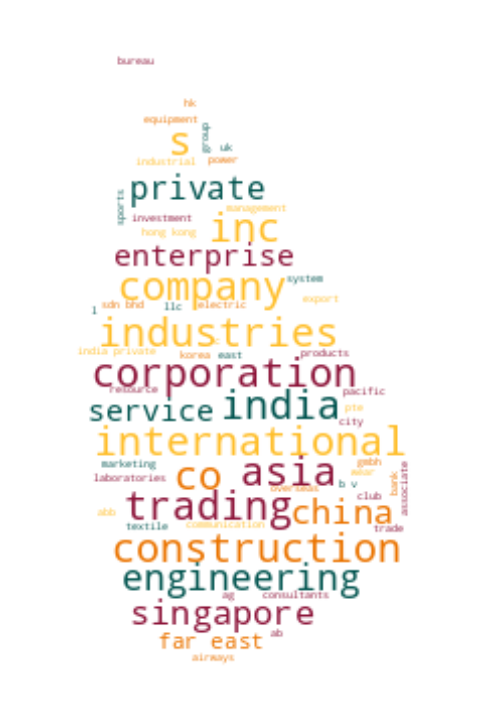 bureau
hk
equipment
group
s
uk
industrial power
private
sports
management
investment
inc
hong kong
enterprise
system
company
export
sdn bhd llc electric
l
industries
c
india private
korea east products
corporation
resource pacific
india
service pte
city
international
marketing gmbh
asia
co
laboratories
b v
bank
associate
overseas club
trading
china
abb
textile communication trade
construction
engineering
ag consultants
singapore
ab
far east
airways